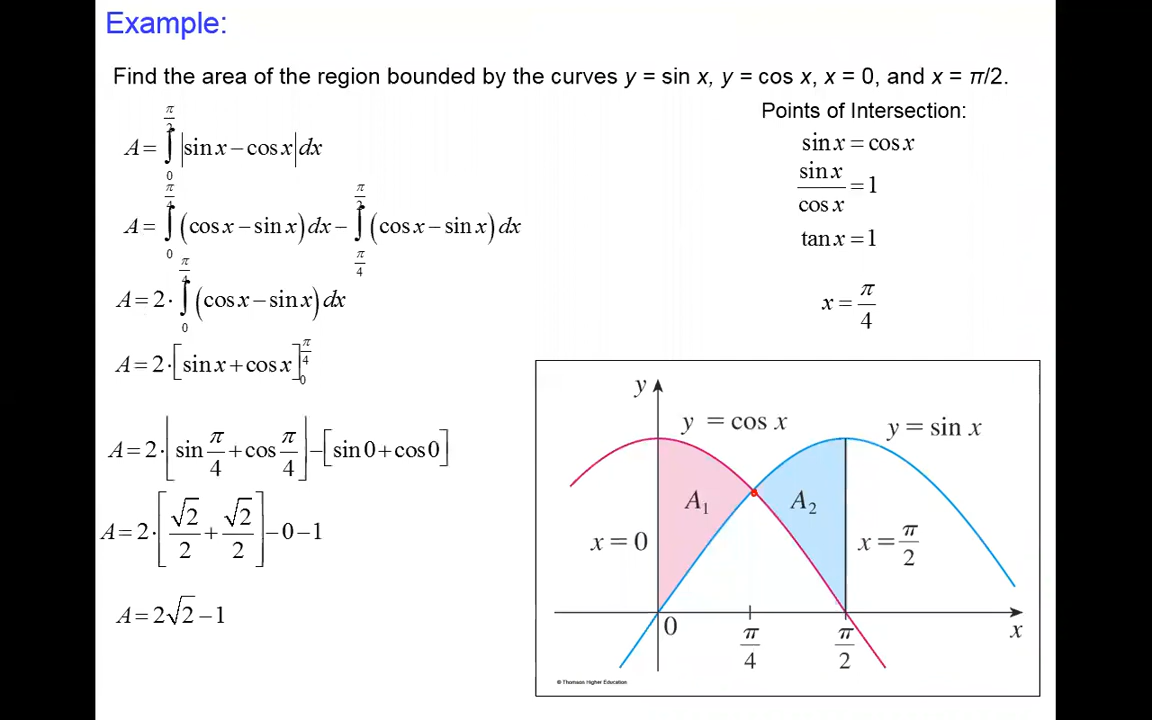 Example:
Find the area of the region bounded by the curves y = sin x, y = cos x, x = 0, and x = π/2.
A = ∫_0^{π/2} |sin x − cos x| dx
A = ∫_0^{π/4} (cos x − sin x) dx − ∫_{π/4}^{π/2} (cos x − sin x) dx
A = 2 · ∫_0^{π/4} (cos x − sin x) dx
A = 2 · [sin x + cos x]_0^{π/4}
A = 2 · [sin π/4 + cos π/4] − [sin 0 + cos 0]
A = 2 · [√2/2 + √2/2] − 0 − 1
A = 2√2 − 1
Points of Intersection:
sin x = cos x
sin x / cos x = 1
tan x = 1
x = π/4
y
y = cos x
y = sin x
A₁
A₂
x = 0
x = π/2
0
π/4
π/2
x
© Thomson Higher Education